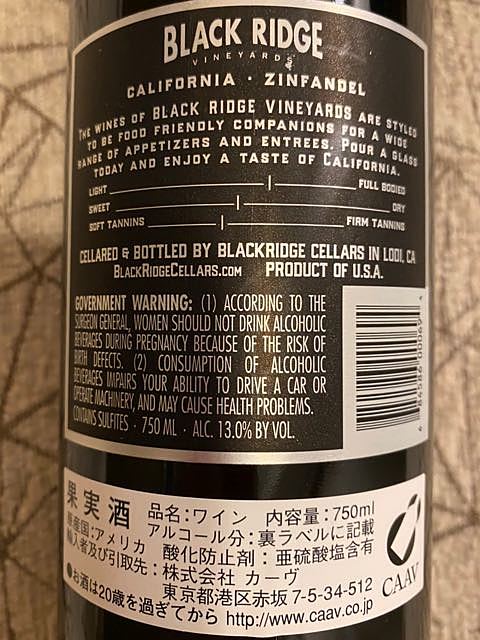 BLACK RIDGE
VINEYARDS
CALIFORNIA · ZINFANDEL
THE WINES OF BLACK RIDGE VINEYARDS ARE STYLED
TO BE FOOD FRIENDLY COMPANIONS FOR A WIDE
RANGE OF APPETIZERS AND ENTREES. POUR A GLASS
TODAY AND ENJOY A TASTE OF CALIFORNIA.
LIGHT FULL BODIED
SWEET DRY
SOFT TANNINS FIRM TANNINS
CELLARED & BOTTLED BY BLACKRIDGE CELLARS IN LODI, CA
BLACKRIDGECELLARS.COM PRODUCT OF U.S.A.
GOVERNMENT WARNING: (1) ACCORDING TO THE
SURGEON GENERAL, WOMEN SHOULD NOT DRINK ALCOHOLIC
BEVERAGES DURING PREGNANCY BECAUSE OF THE RISK OF
BIRTH DEFECTS. (2) CONSUMPTION OF ALCOHOLIC
BEVERAGES IMPAIRS YOUR ABILITY TO DRIVE A CAR OR
OPERATE MACHINERY, AND MAY CAUSE HEALTH PROBLEMS.
CONTAINS SULFITES · 750 ML · ALC. 13.0% BY VOL.
果実酒 品名:ワイン 内容量:750ml
アルコール分:裏ラベルに記載
原産国:アメリカ 酸化防止剤:亜硫酸塩含有
輸入者及び引取先:株式会社 カーヴ
東京都港区赤坂 7-5-34-512
●お酒は20歳を過ぎてから http://www.caav.co.jp
CAAV